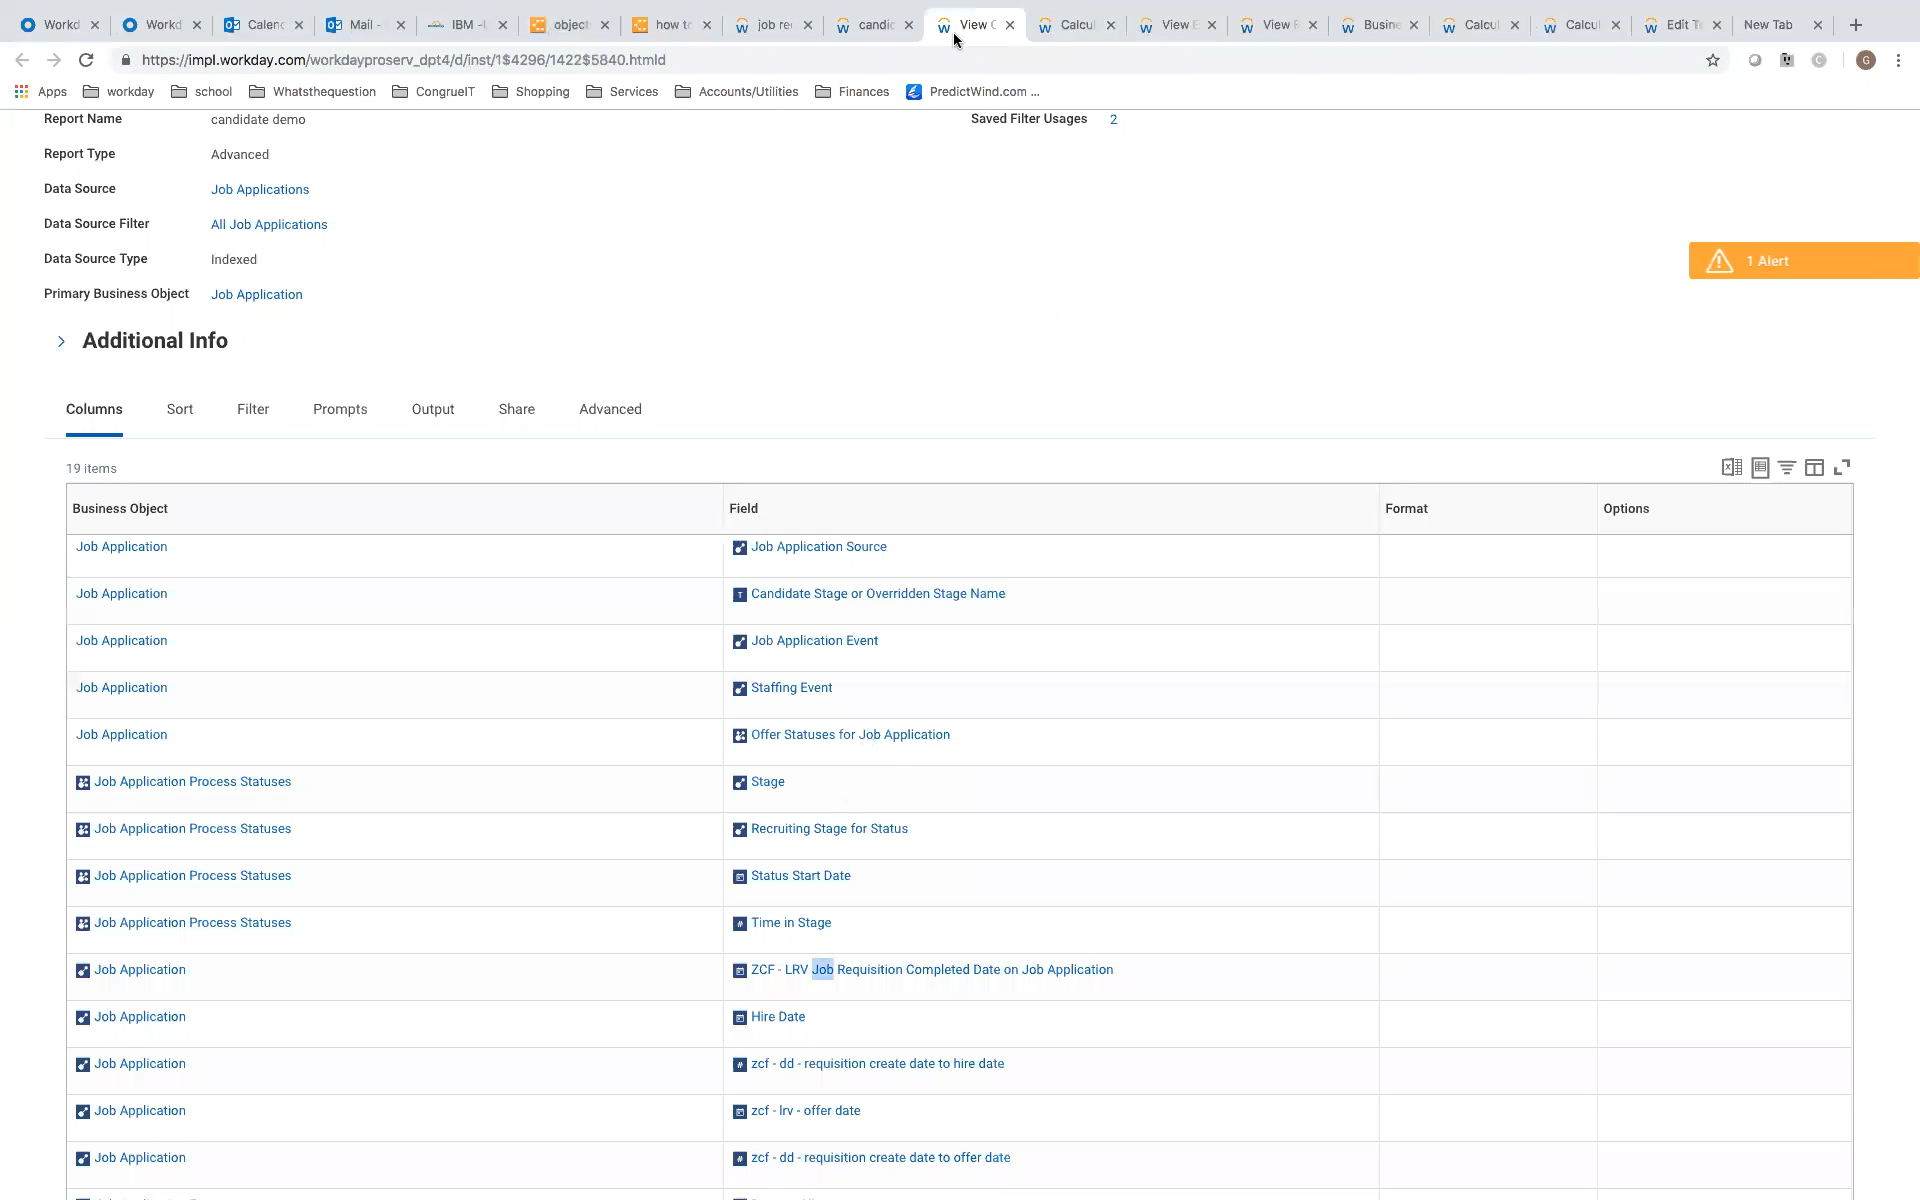 Workd
Workd
Calenc
Mail -
IBM -
object
how to
job re
candic
View C
Calcul
View E
View F
Busine
Calcul
Calcul
Edit T
New Tab
https://impl.workday.com/workdayproserv_dpt4/d/inst/1$4296/1422$5840.htmld
G
Apps workday school Whatsthequestion CongrueIT Shopping Services Accounts/Utilities Finances PredictWind.com ...
Report Name candidate demo Saved Filter Usages 2
Report Type Advanced
Data Source Job Applications
Data Source Filter All Job Applications
Data Source Type Indexed
1 Alert
Primary Business Object Job Application
Additional Info
Columns Sort Filter Prompts Output Share Advanced
19 items
Business Object Field Format Options
Job Application Job Application Source
Job Application Candidate Stage or Overridden Stage Name
Job Application Job Application Event
Job Application Staffing Event
Job Application Offer Statuses for Job Application
Job Application Process Statuses Stage
Job Application Process Statuses Recruiting Stage for Status
Job Application Process Statuses Status Start Date
Job Application Process Statuses Time in Stage
Job Application ZCF - LRV Job Requisition Completed Date on Job Application
Job Application Hire Date
Job Application zcf - dd - requisition create date to hire date
Job Application zcf - lrv - offer date
Job Application zcf - dd - requisition create date to offer date